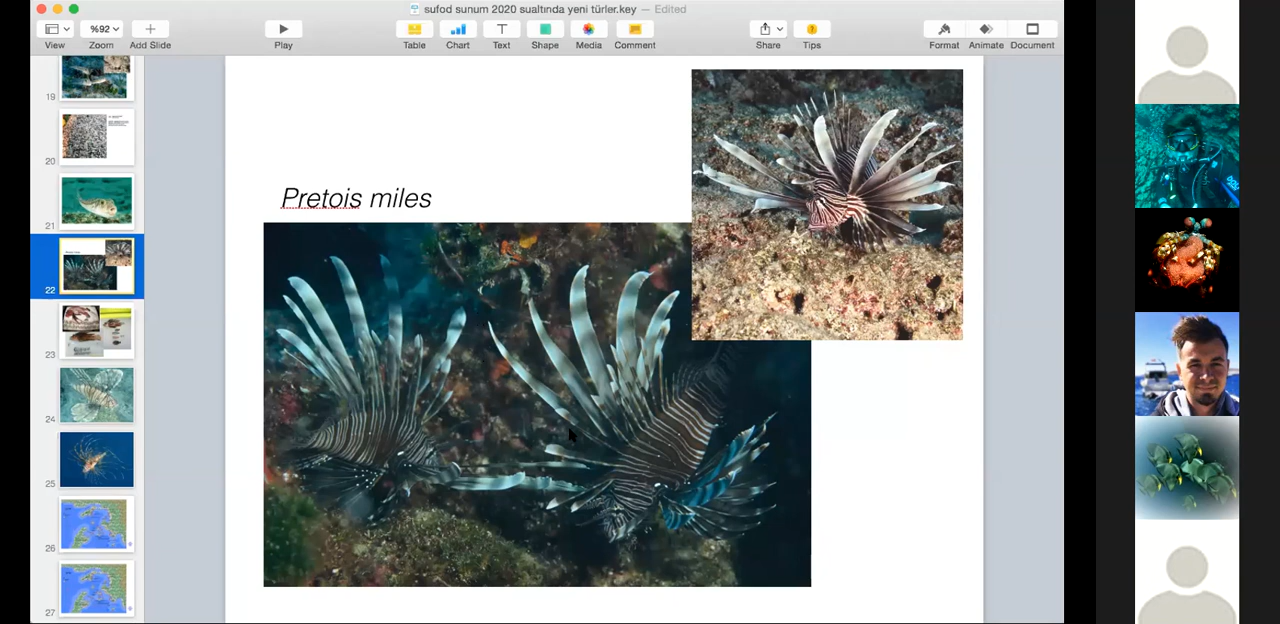 sufod sunum 2020 sualtında yeni türler.key — Edited
%92
View
Zoom
Add Slide
Play
Table
Chart
Text
Shape
Media
Comment
Share
Tips
Format
Animate
Document
19
20
21
22
23
24
25
26
27
Pretois miles